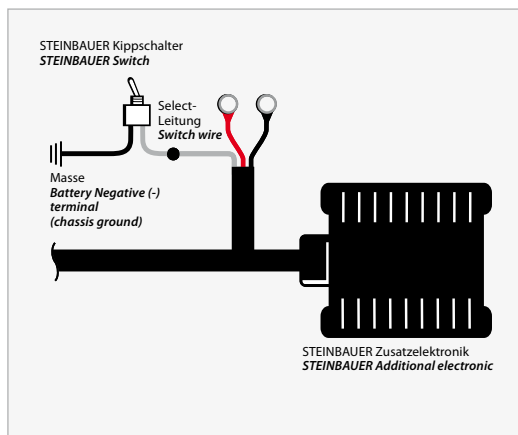 STEINBAUER Kippschalter
STEINBAUER Switch
Select-
Leitung
Switch wire
Masse
Battery Negative (-)
terminal
(chassis ground)
STEINBAUER Zusatzelektronik
STEINBAUER Additional electronic